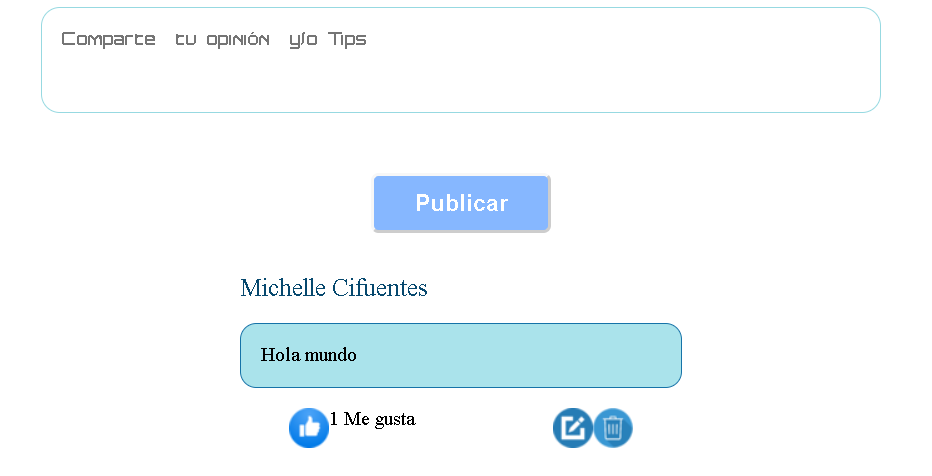 Comparte tu opinión y/o Tips
Publicar
Michelle Cifuentes
Hola mundo
1 Me gusta